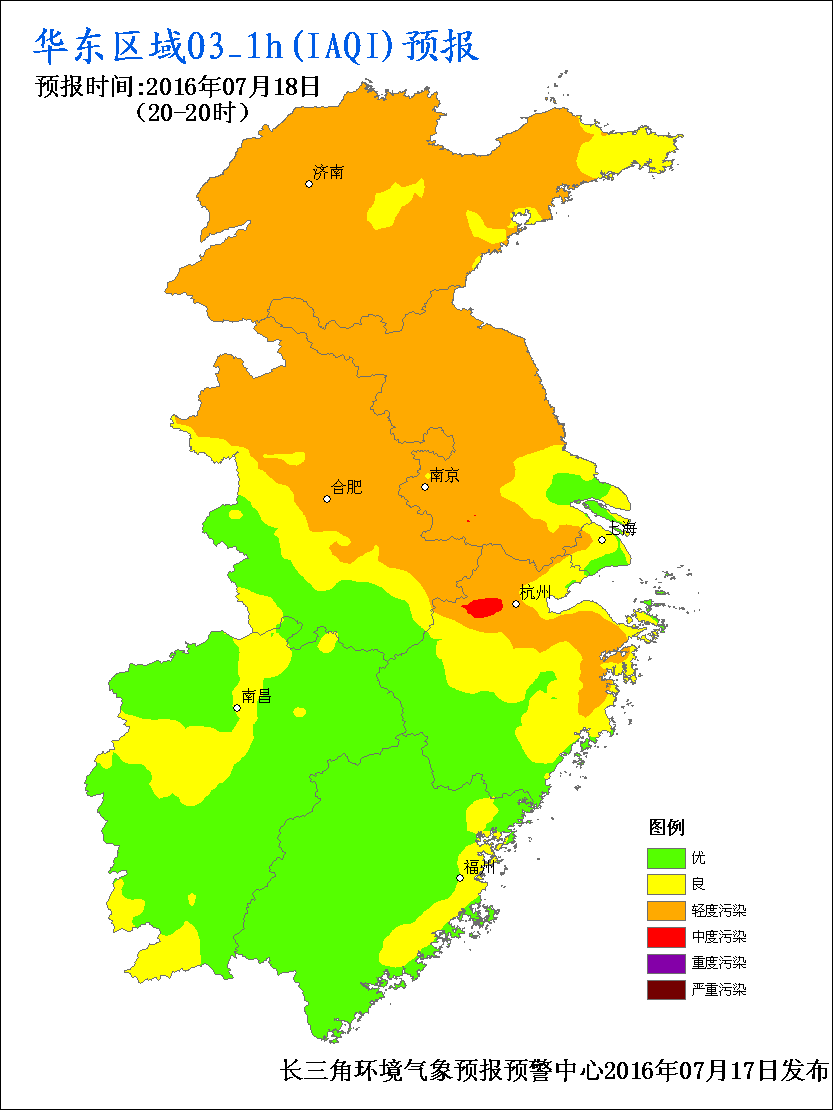 华东区域O3_1h(IAQI)预报
预报时间:2016年07月18日
(20-20时)
济南
南京
合肥
上海
杭州
南昌
福州
图例
优
良
轻度污染
中度污染
重度污染
严重污染
长三角环境气象预报预警中心2016年07月17日发布